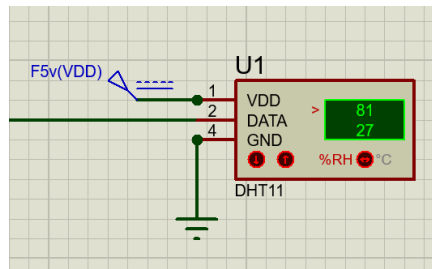 U1
F5v(VDD)
1
VDD
2
DATA
4
GND
>
81
27
%RH
°C
DHT11